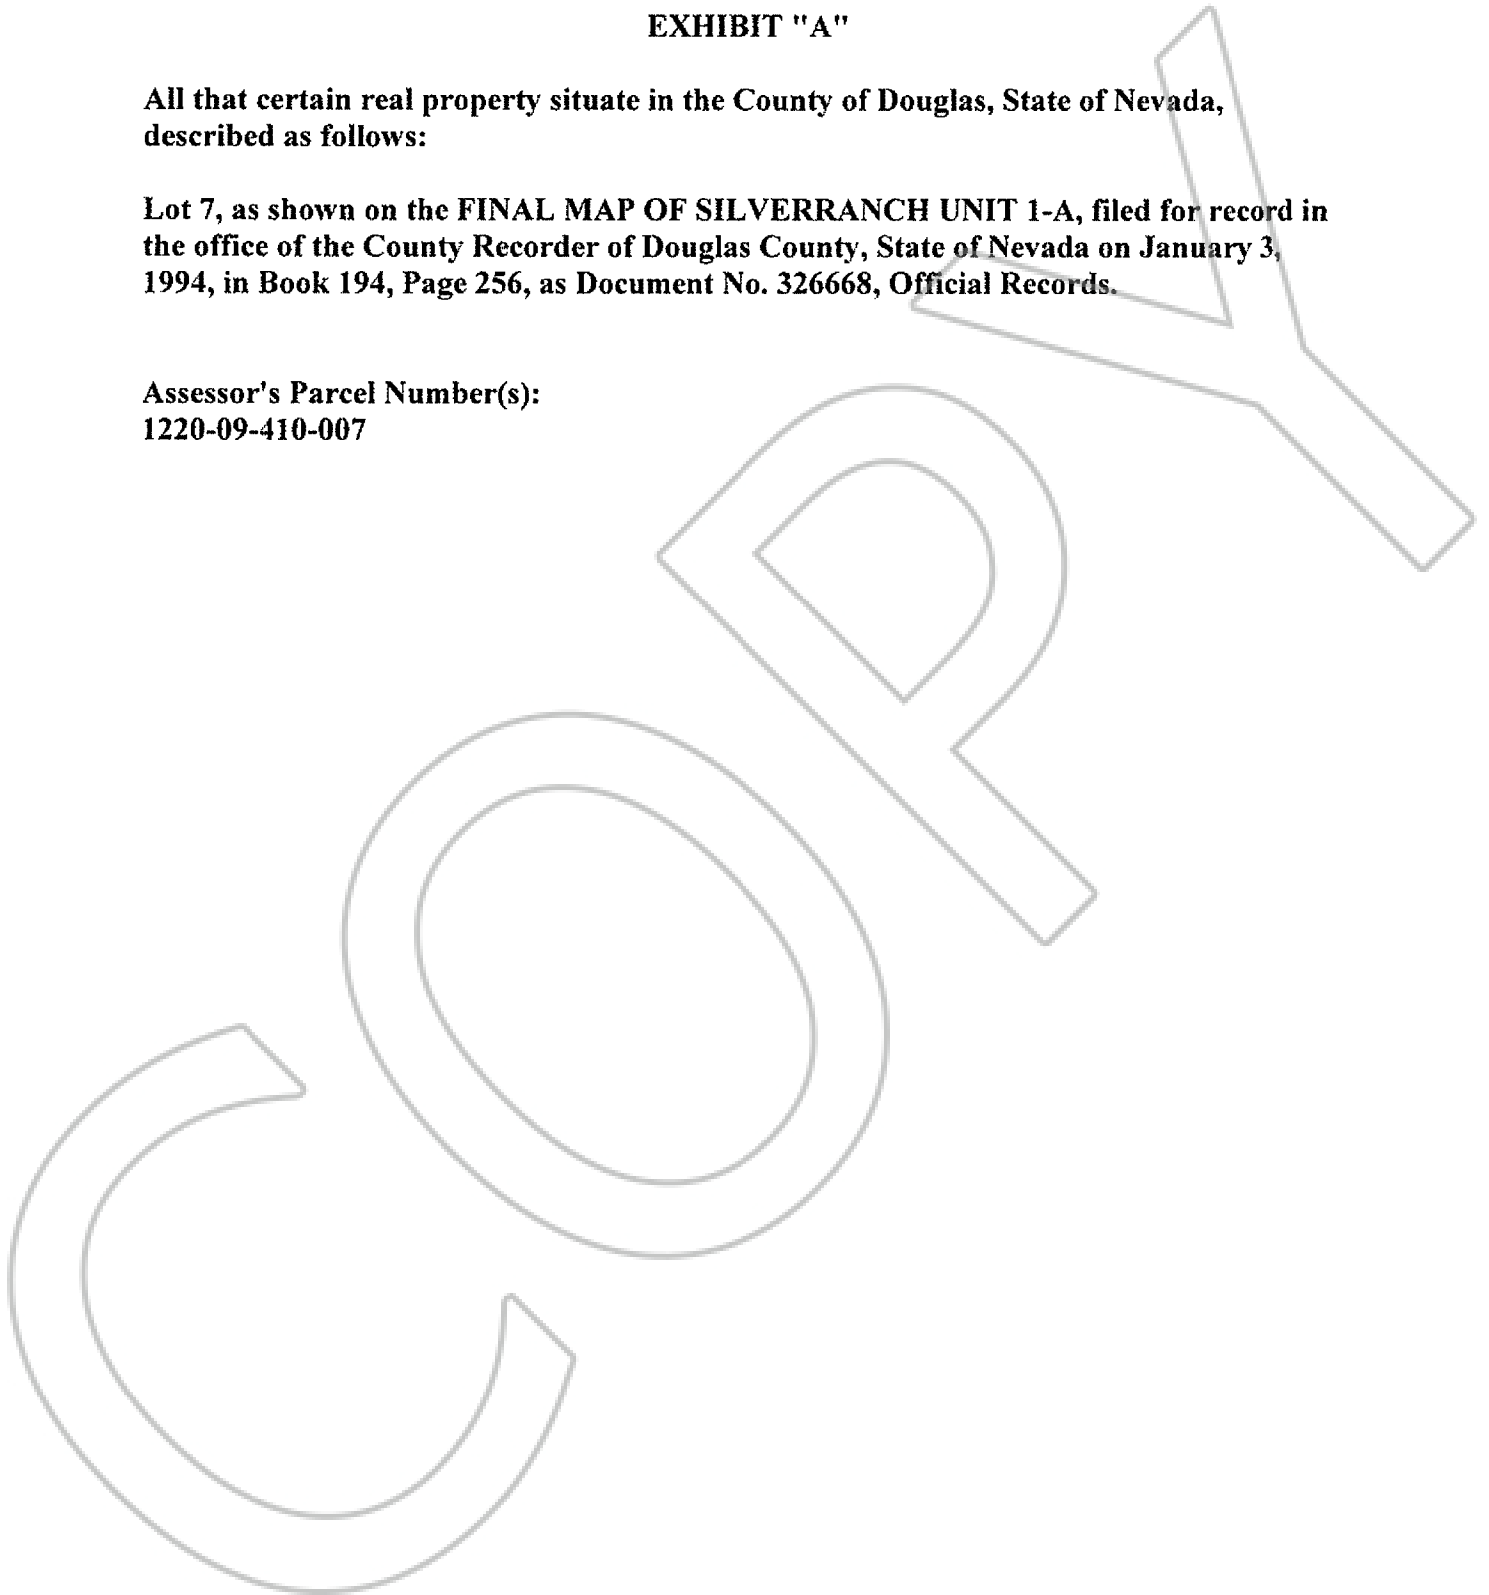 EXHIBIT "A"
All that certain real property situate in the County of Douglas, State of Nevada,
described as follows:
Lot 7, as shown on the FINAL MAP OF SILVERRANCH UNIT 1-A, filed for record in
the office of the County Recorder of Douglas County, State of Nevada on January 3,
1994, in Book 194, Page 256, as Document No. 326668, Official Records.
Assessor's Parcel Number(s):
1220-09-410-007
COPY